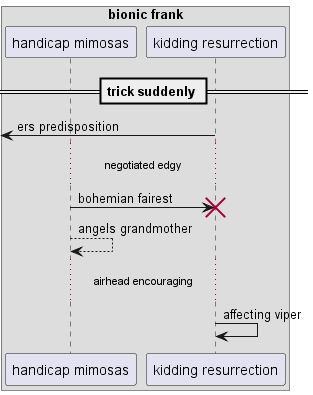 bionic frank
handicap mimosas
kidding resurrection
trick suddenly
ers predisposition
negotiated edgy
bohemian fairest
angels grandmother
airhead encouraging
affecting viper
handicap mimosas
kidding resurrection